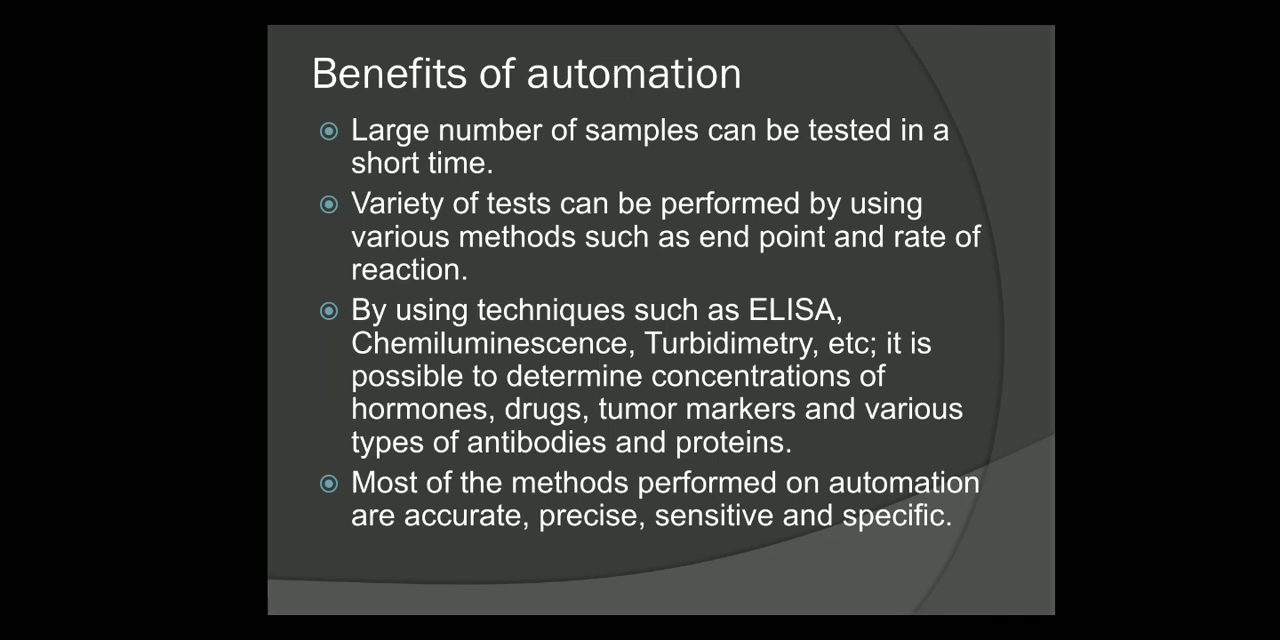 Benefits of automation
Large number of samples can be tested in a
short time.
Variety of tests can be performed by using
various methods such as end point and rate of
reaction.
By using techniques such as ELISA,
Chemiluminescence, Turbidimetry, etc; it is
possible to determine concentrations of
hormones, drugs, tumor markers and various
types of antibodies and proteins.
Most of the methods performed on automation
are accurate, precise, sensitive and specific.